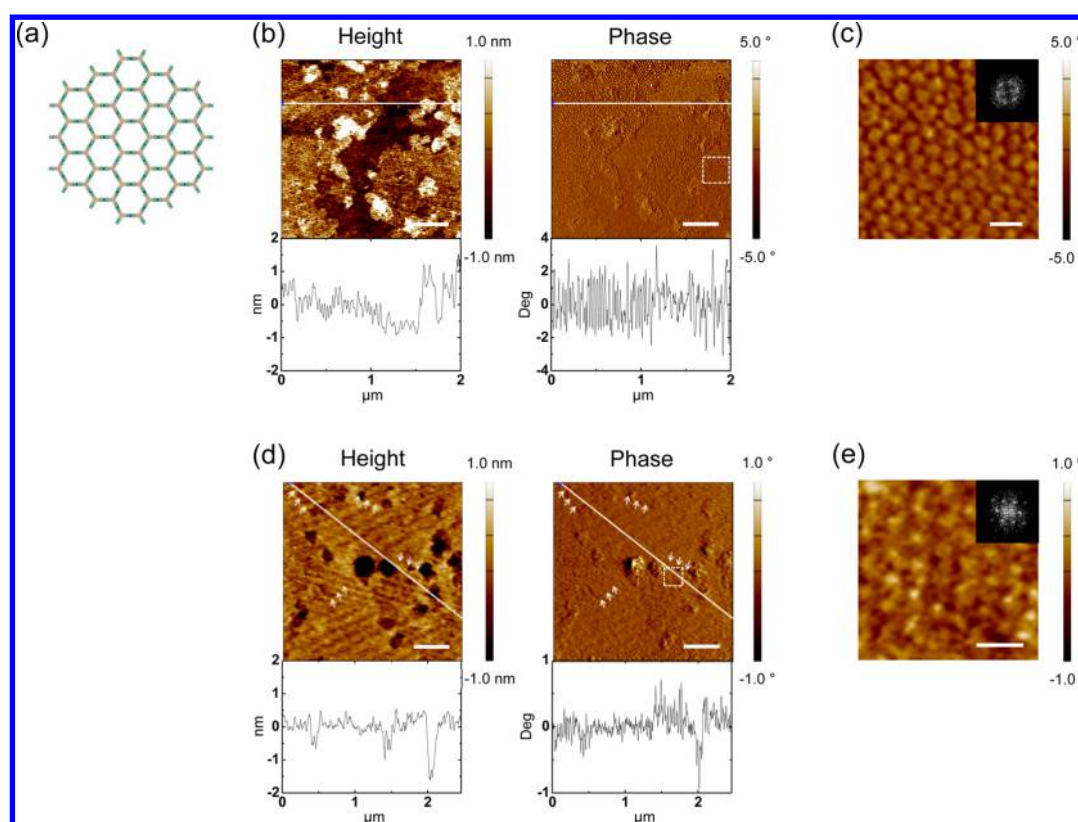 (a)
(b)
Height
1.0 nm
-1.0 nm
2
1
0
-1
-2
nm
0
1
2
µm
Phase
5.0 °
-5.0 °
4
2
0
-2
-4
Deg
0
1
2
µm
(c)
5.0 °
-5.0
(d)
Height
1.0 nm
-1.0 nm
2
1
0
-1
-2
nm
0
1
2
µm
Phase
1.0 °
-1.0 °
1
0
-1
Deg
0
1
2
µm
(e)
1.0 °
-1.0